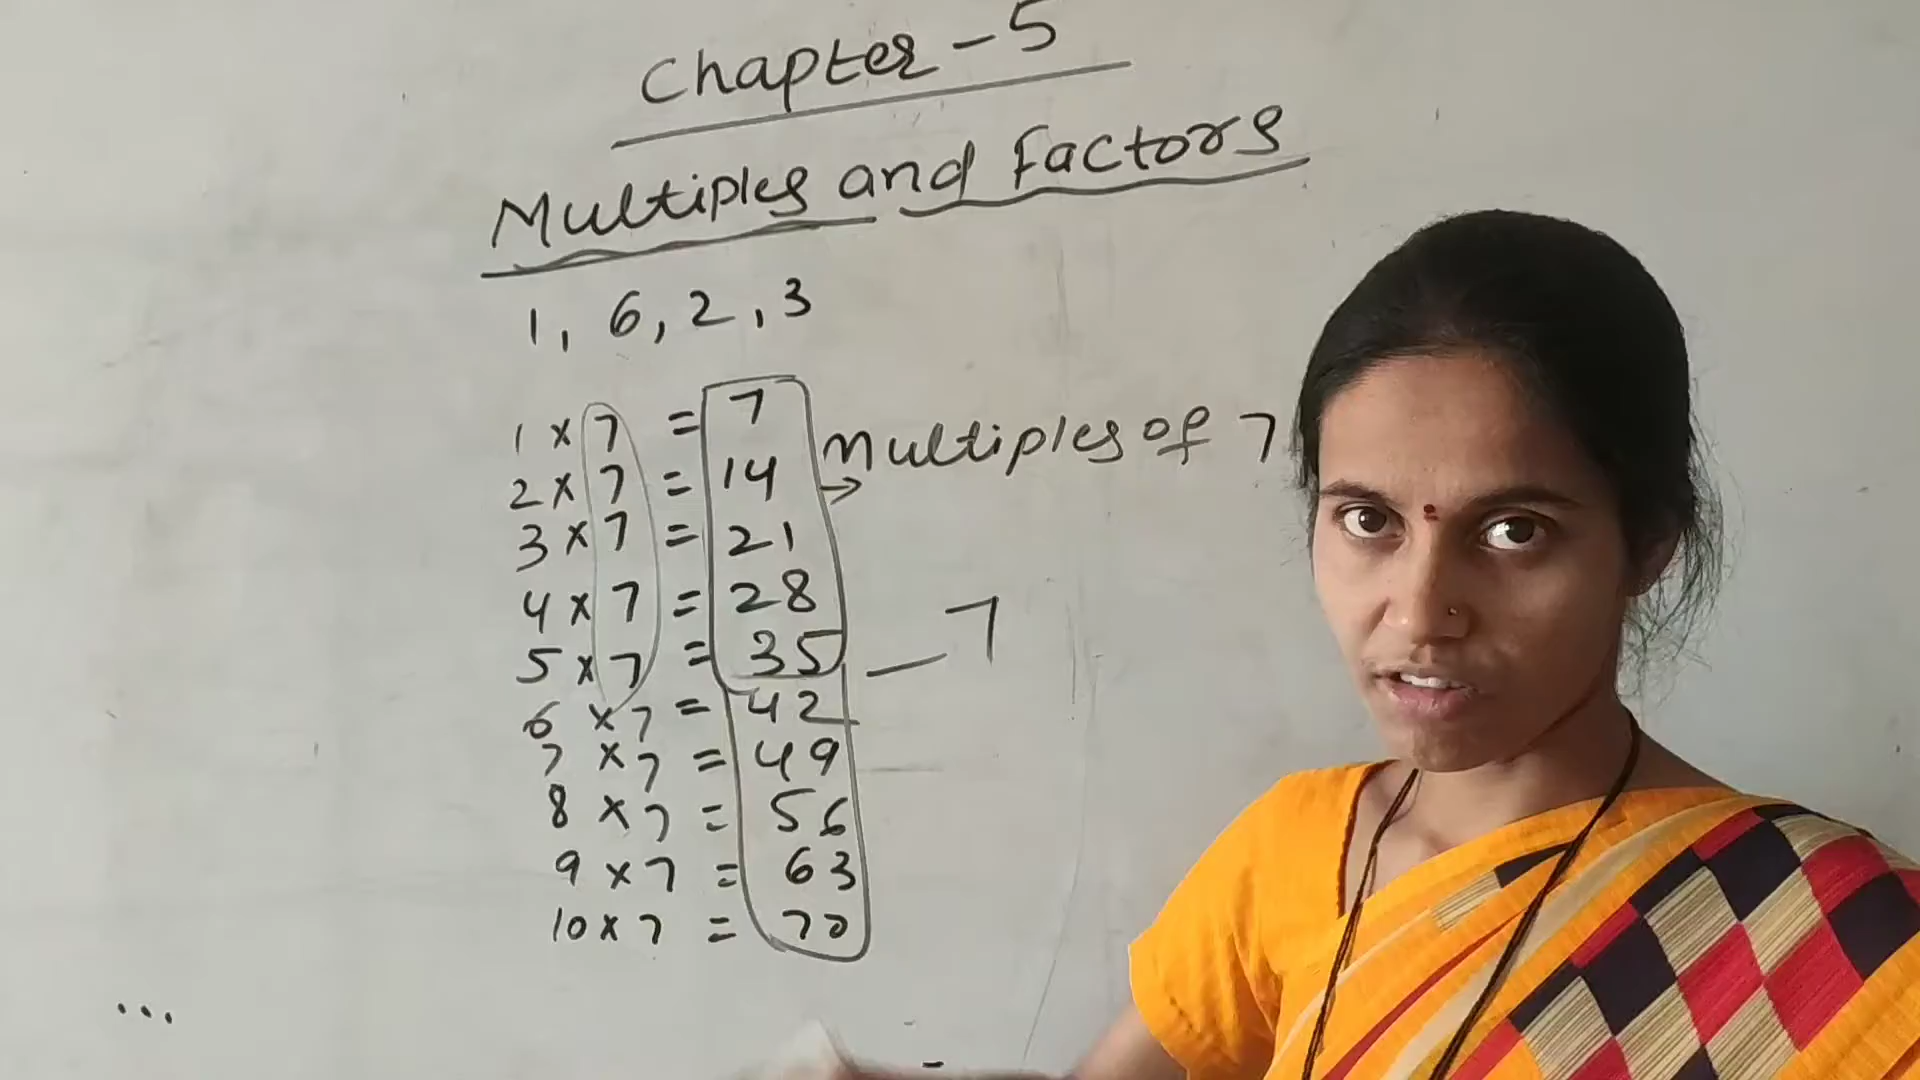 Chapter - 5
Multiples and Factors
1, 6, 2, 3
1 x 7 = 7
Multiples of 7
2 x 7 = 14 →
3 x 7 = 21
4 x 7 = 28
5 x 7 = 35 — 7
6 x 7 = 42
7 x 7 = 49
8 x 7 = 56
9 x 7 = 63
10 x 7 = 70
...